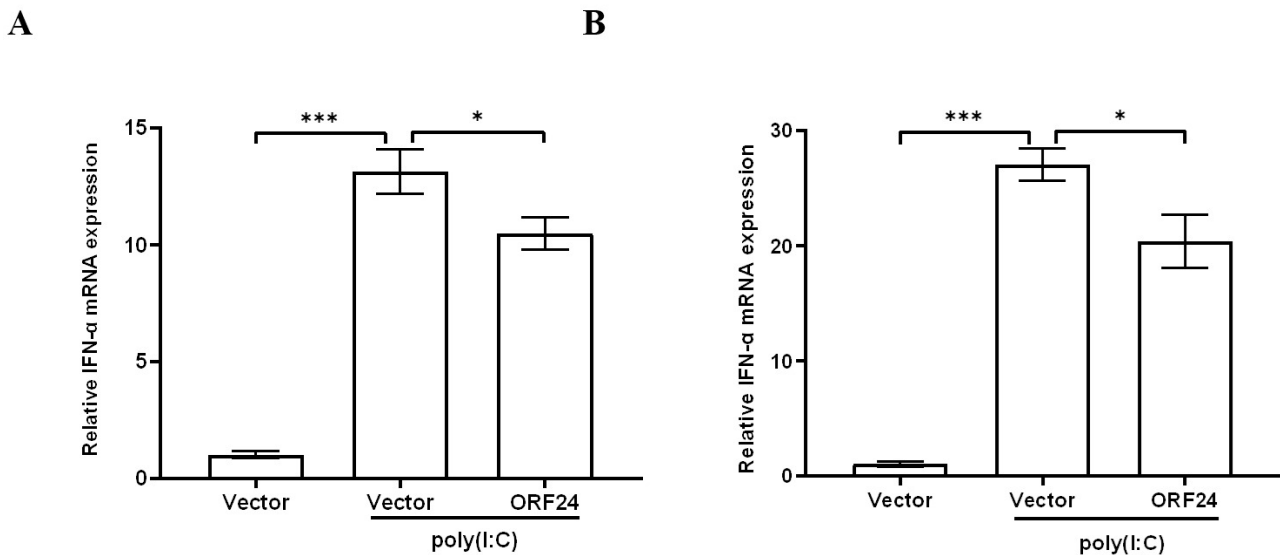 A
Relative IFN-α mRNA expression
15
10
5
0
***
*
Vector
Vector
ORF24
poly(I:C)
B
Relative IFN-α mRNA expression
30
20
10
0
***
*
Vector
Vector
ORF24
poly(I:C)